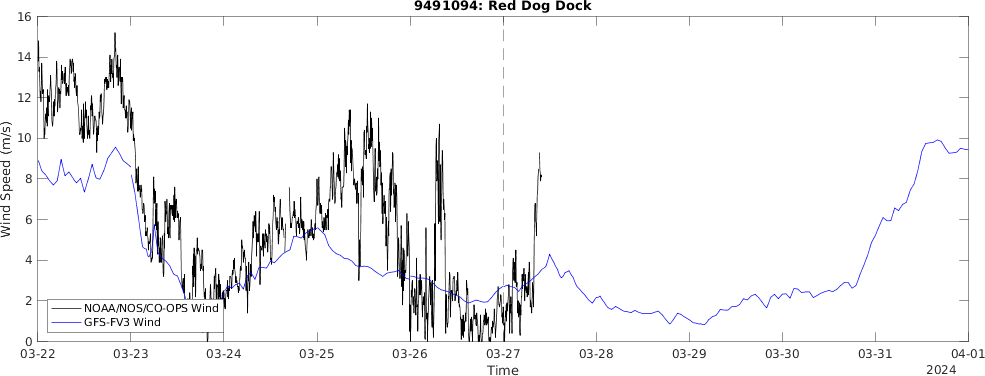 9491094: Red Dog Dock
Wind Speed (m/s)
16
14
12
10
8
6
4
2
0
NOAA/NOS/CO-OPS Wind
GFS-FV3 Wind
03-22 03-23 03-24 03-25 03-26 03-27 03-28 03-29 03-30 03-31 04-01
Time
2024